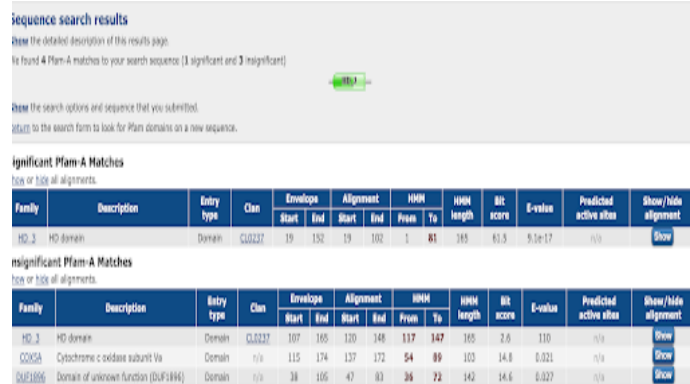 Sequence search results
Show the detailed description of this results page.
We found 4 Pfam-A matches to your search sequence (1 significant and 3 insignificant)
HD_3
Show the search options and sequence that you submitted.
Return to the search form to look for Pfam domains on a new sequence.
ignificant Pfam-A Matches
how or hide all alignments.
Family Description Entry type Clan Envelope Start End Alignment Start End HMM From To HMM length Bit score E-value Predicted active sites Show/hide alignment
HD_3 HD domain Domain CL0237 19 152 19 102 1 81 165 61.5 9.1e-17 n/a Show
nsignificant Pfam-A Matches
how or hide all alignments.
Family Description Entry type Clan Envelope Start End Alignment Start End HMM From To HMM length Bit score E-value Predicted active sites Show/hide alignment
HD_3 HD domain Domain CL0237 107 165 120 148 117 147 165 2.6 110 n/a Show
COX5A Cytochrome c oxidase subunit Va Domain n/a 115 174 137 172 54 89 103 14.8 0.021 n/a Show
DUF1896 Domain of unknown function (DUF1896) Domain n/a 38 105 47 83 36 72 142 14.6 0.027 n/a Show